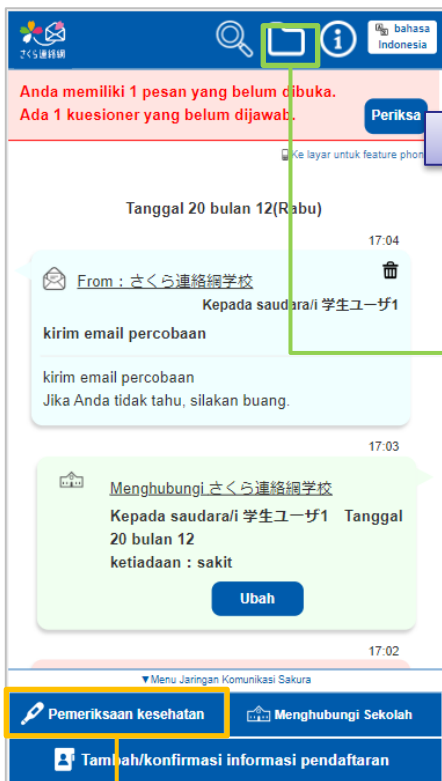 さくら連絡網
bahasa
Indonesia
Anda memiliki 1 pesan yang belum dibuka.
Ada 1 kuesioner yang belum dijawab.
Periksa
Ke layar untuk feature phon
Tanggal 20 bulan 12(Rabu)
17:04
From : さくら連絡網学校
Kepada saudara/i 学生ユーザ1
kirim email percobaan
kirim email percobaan
Jika Anda tidak tahu, silakan buang.
17:03
Menghubungi さくら連絡網学校
Kepada saudara/i 学生ユーザ1 Tanggal
20 bulan 12
ketiadaan : sakit
Ubah
17:02
▼Menu Jaringan Komunikasi Sakura
Pemeriksaan kesehatan
Menghubungi Sekolah
Tambah/konfirmasi informasi pendaftaran